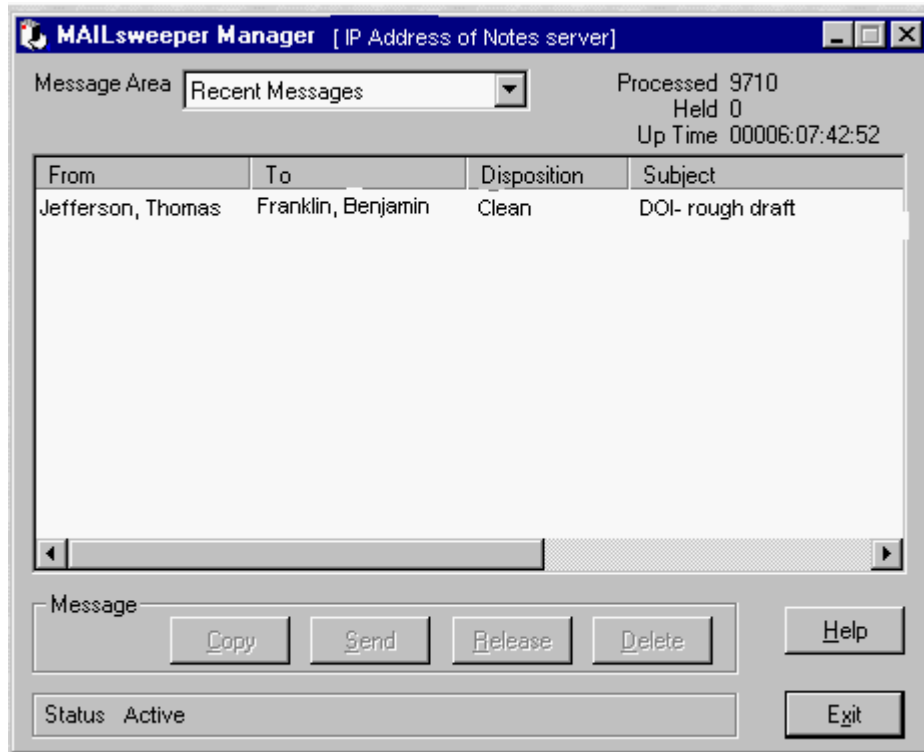 MAILsweeper Manager [ IP Address of Notes server]
Message Area Recent Messages
Processed 9710
Held 0
Up Time 00006:07:42:52
From To Disposition Subject
Jefferson, Thomas Franklin, Benjamin Clean DOI- rough draft
Message
Copy Send Release Delete
Help
Status Active
Exit